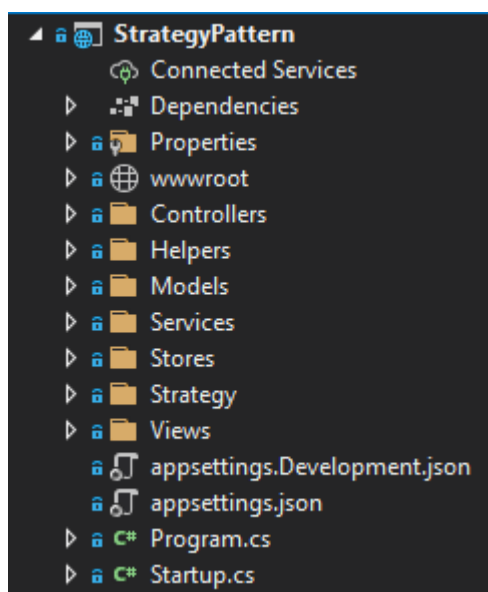 StrategyPattern
Connected Services
Dependencies
Properties
wwwroot
Controllers
Helpers
Models
Services
Stores
Strategy
Views
appsettings.Development.json
appsettings.json
C# Program.cs
C# Startup.cs